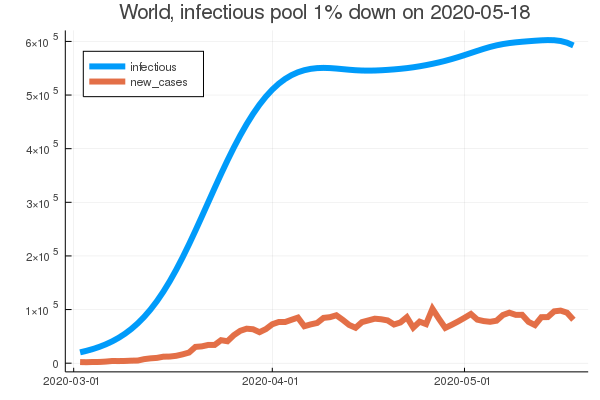 World, infectious pool 1% down on 2020-05-18
6×10 5
5×10 5
4×10 5
3×10 5
2×10 5
1×10 5
0
infectious
new_cases
2020-03-01 2020-04-01 2020-05-01